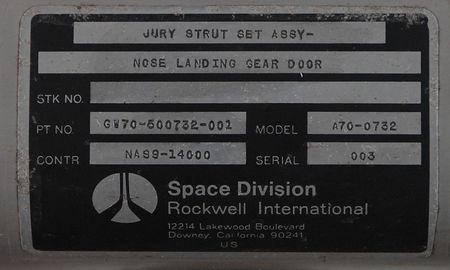 JURY STRUT SET ASSY-
NOSE LANDING GEAR DOOR
STK NO.
PT NO. GW70-500732-001 MODEL A70-0732
CONTR NAS9-14000 SERIAL 003
Space Division
Rockwell International
12214 Lakewood Boulevard
Downey, California 90241
US